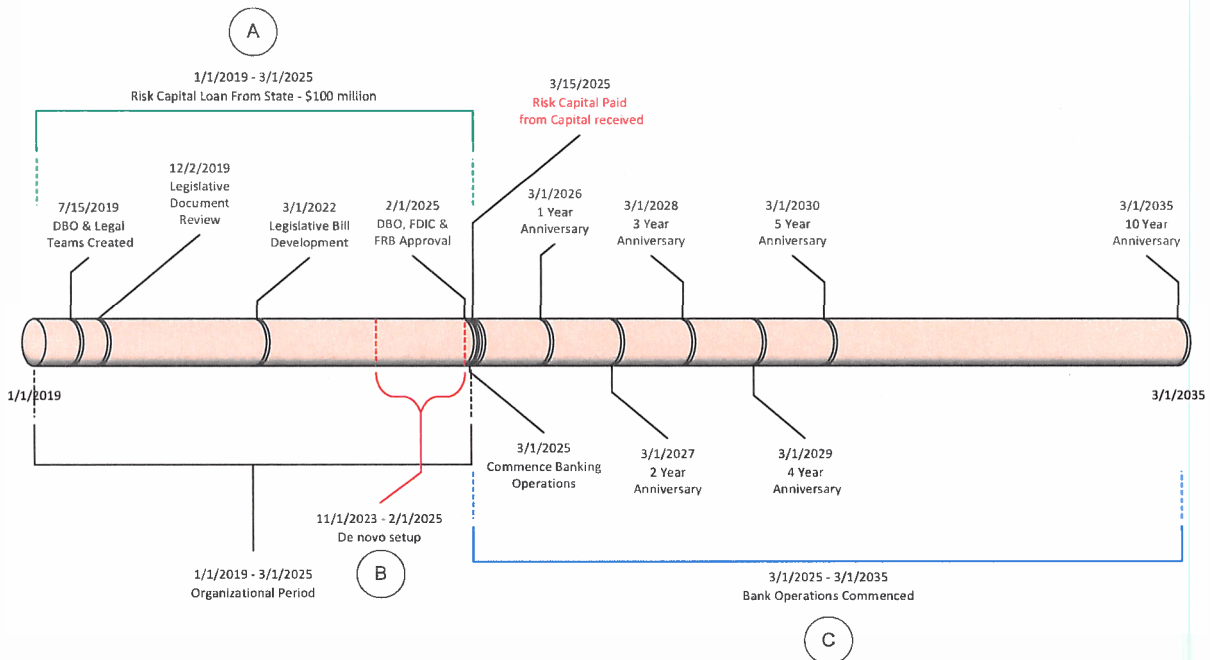 A
1/1/2019 - 3/1/2025
Risk Capital Loan From State - $100 million
3/15/2025
Risk Capital Paid
from Capital received
7/15/2019
DBO & Legal
Teams Created
12/2/2019
Legislative
Document
Review
3/1/2022
Legislative Bill
Development
2/1/2025
DBO, FDIC &
FRB Approval
3/1/2026
1 Year
Anniversary
3/1/2028
3 Year
Anniversary
3/1/2030
5 Year
Anniversary
3/1/2035
10 Year
Anniversary
1/1/2019
3/1/2035
3/1/2025
Commence Banking
Operations
3/1/2027
2 Year
Anniversary
3/1/2029
4 Year
Anniversary
11/1/2023 - 2/1/2025
De novo setup
B
1/1/2019 - 3/1/2025
Organizational Period
3/1/2025 - 3/1/2035
Bank Operations Commenced
C